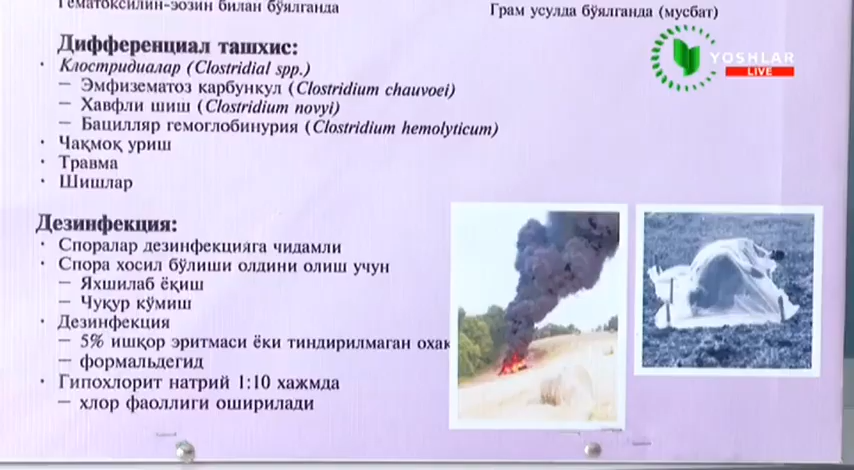 Гематоксилин-эозин билан бўялганда
Грам усулда бўялганда (мусбат)
YOSHLAR
LIVE
Дифференциал ташхис:
· Клостридиалар (Clostridial spp.)
– Эмфизематоз карбункул (Clostridium chauvoei)
– Хавфли шиш (Clostridium novyi)
– Бацилляр гемоглобинурия (Clostridium hemolyticum)
· Чақмоқ уриш
· Травма
· Шишлар
Дезинфекция:
· Споралар дезинфекцияга чидамли
· Спора хосил бўлиши олдини олиш учун
– Яхшилаб ёқиш
– Чуқур кўмиш
· Дезинфекция
– 5% ишқор эритмаси ёки тиндирилмаган охак
– формальдегид
· Гипохлорит натрий 1:10 хажмда
– хлор фаоллиги оширилади